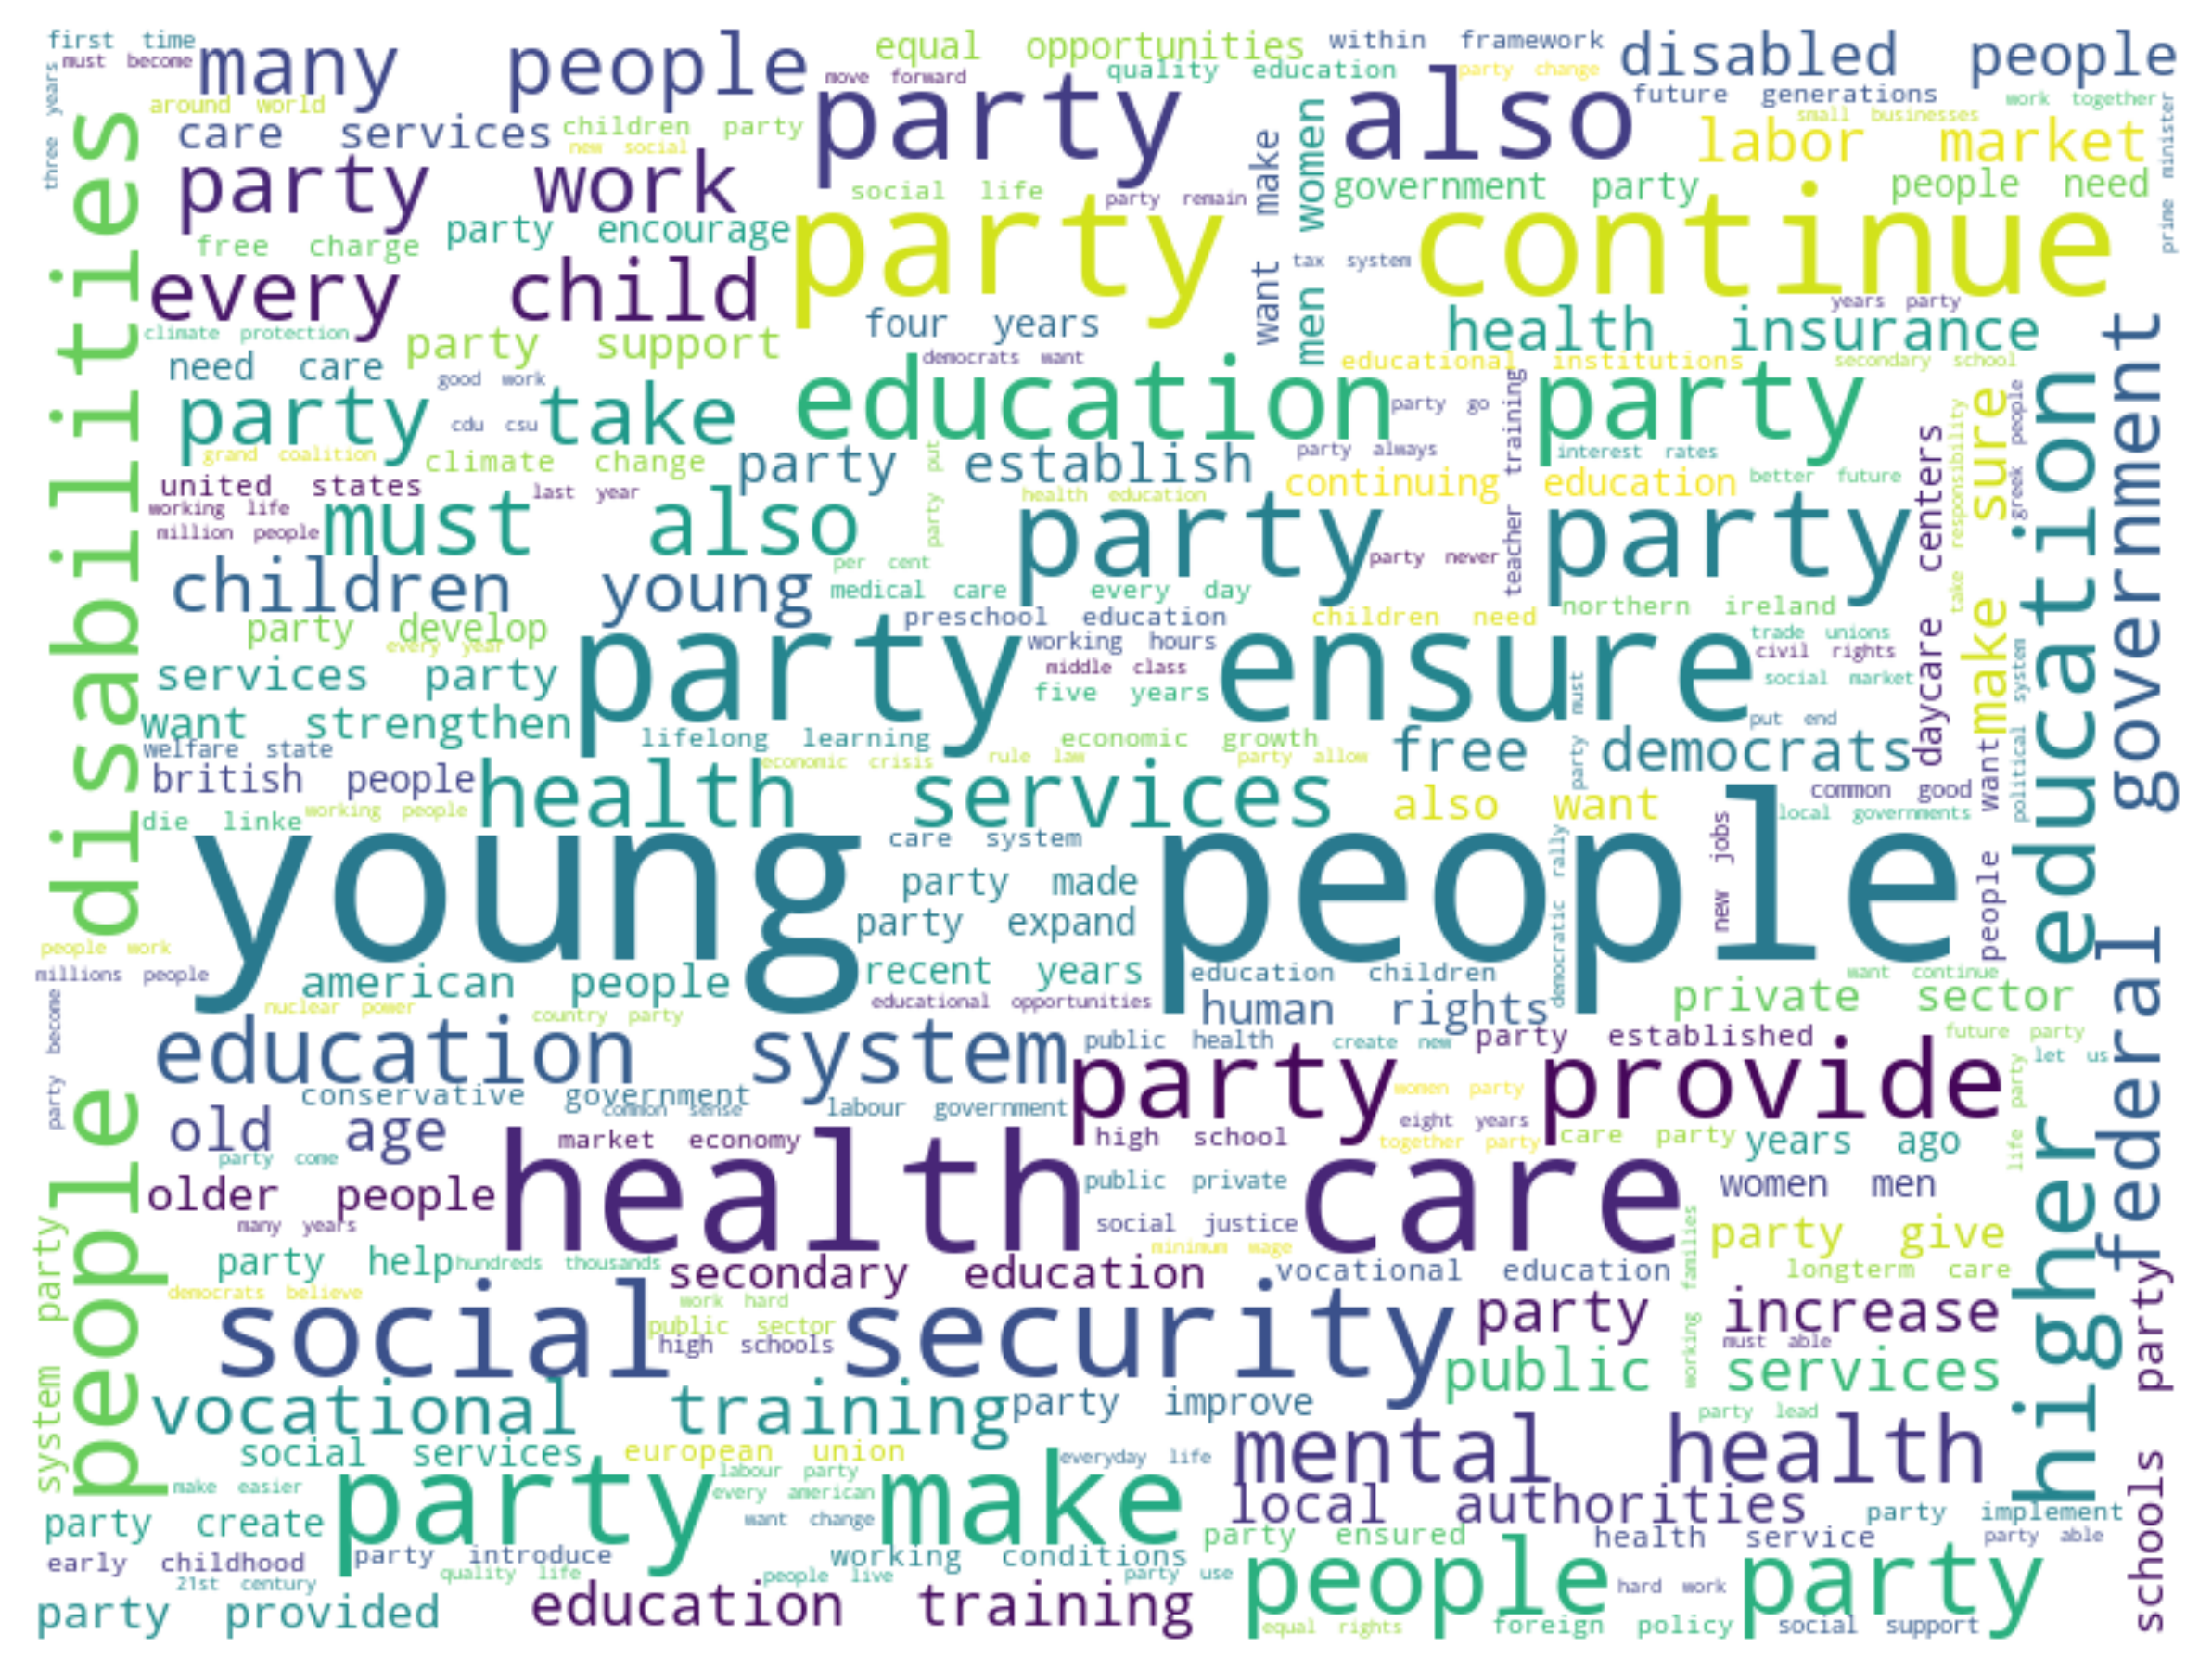 first time
must become
many people
equal opportunities
within framework
disabled people
move forward
quality education
party change
around world
future generations
work together
care services
children party
party also
small businesses
new social
labor market
three years
party work
social life
party remain
want make
men women
government party
people need
prime minister
party encourage
free charge
party continue
tax system
every child
years party
four years
health insurance
climate protection
party support
democrats want
educational institutions
secondary school
need care
good work
party take
education party
party go
teacher training
cdu csu
grand coalition
climate change
party establish
party put
party always
interest rates
make sure
greek people
take responsibility
daycare centers
united states
last year
continuing education
better future
working life
health education
million people
must also
party party
party never
per cent
children young
medical care
every day
preschool education
children need
northern ireland
party develop
every year
working hours
trade unions
middle class
civil rights
services party
party ensure
five years
social market
party must
want strengthen
put end
welfare state
lifelong learning
economic growth
free democrats
people want
political system
economic crisis
rule law
party allow
british people
health services
common good
also want
local governments
die linke
working people
people disabilities
young people
care system
new jobs
democratic rally
party made
party expand
people work
millions people
american people
recent years
education children
want continue
educational opportunities
human rights
private sector
nuclear power
country party
party become
education system
public health
create new
party established
future party
let us
party provide
conservative government
common sense
labour government
women party
eight years
old age
market economy
high school
together party
care party
years ago
life party
party come
health care
older people
public private
women men
many years
social justice
party give
party help
hundreds thousands
minimum wage
working families
secondary education
vocational education
longterm care
democrats believe
work hard
social security
public sector
high schools
party increase
must able
public services
system party
vocational training
party improve
party lead
higher education
federal government
schools party
social services
european union
everyday life
mental health
labour party
make easier
every american
party make
local authorities
want change
party create
party implement
party ensured
health service
party able
early childhood
party introduce
working conditions
quality life
people live
party use
21st century
people party
hard work
party provided
education training
equal rights
foreign policy
social support